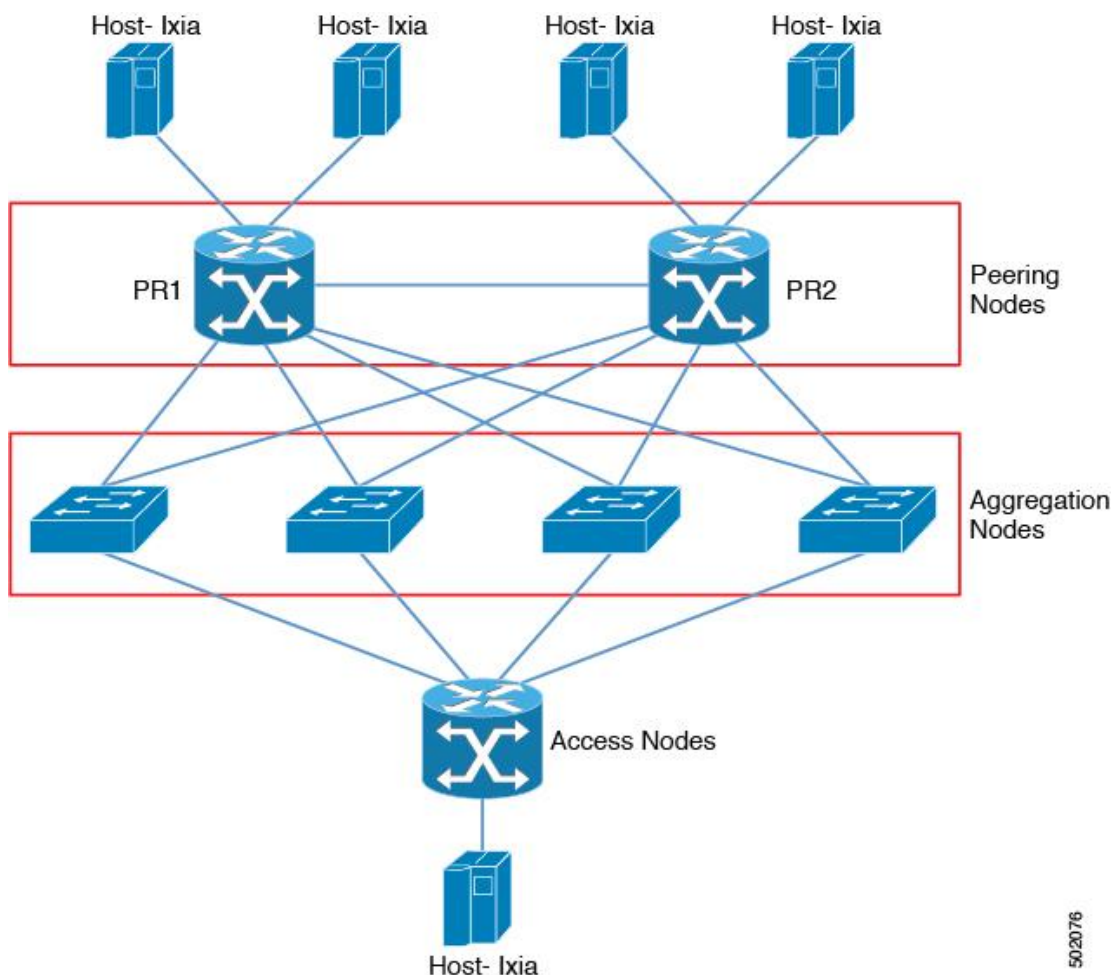 Host- Ixia
Host- Ixia
Host- Ixia
Host- Ixia
PR1
PR2
Peering
Nodes
Aggregation
Nodes
Access Nodes
Host- Ixia
502076